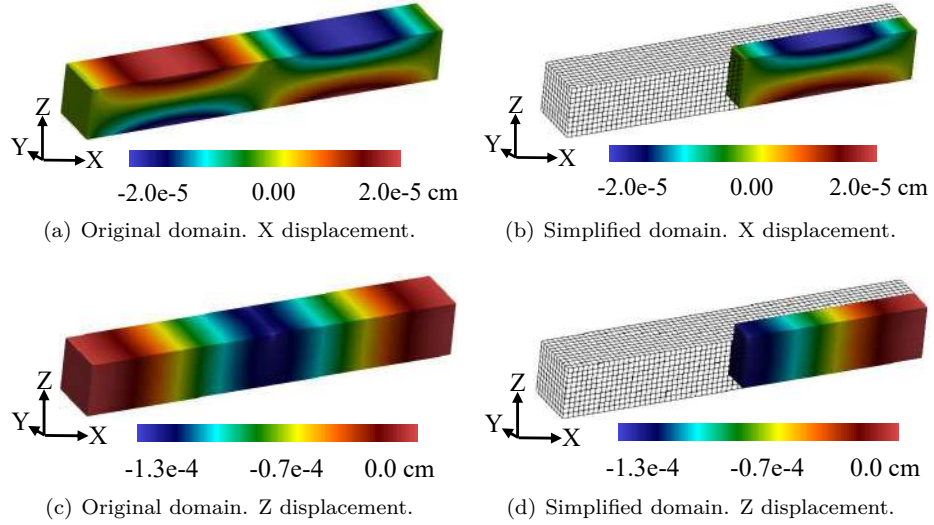 Z
Y
X
-2.0e-5 0.00 2.0e-5 cm
(a) Original domain. X displacement.
Z
Y
X
-2.0e-5 0.00 2.0e-5 cm
(b) Simplified domain. X displacement.
Z
Y
X
-1.3e-4 -0.7e-4 0.0 cm
(c) Original domain. Z displacement.
Z
Y
X
-1.3e-4 -0.7e-4 0.0 cm
(d) Simplified domain. Z displacement.